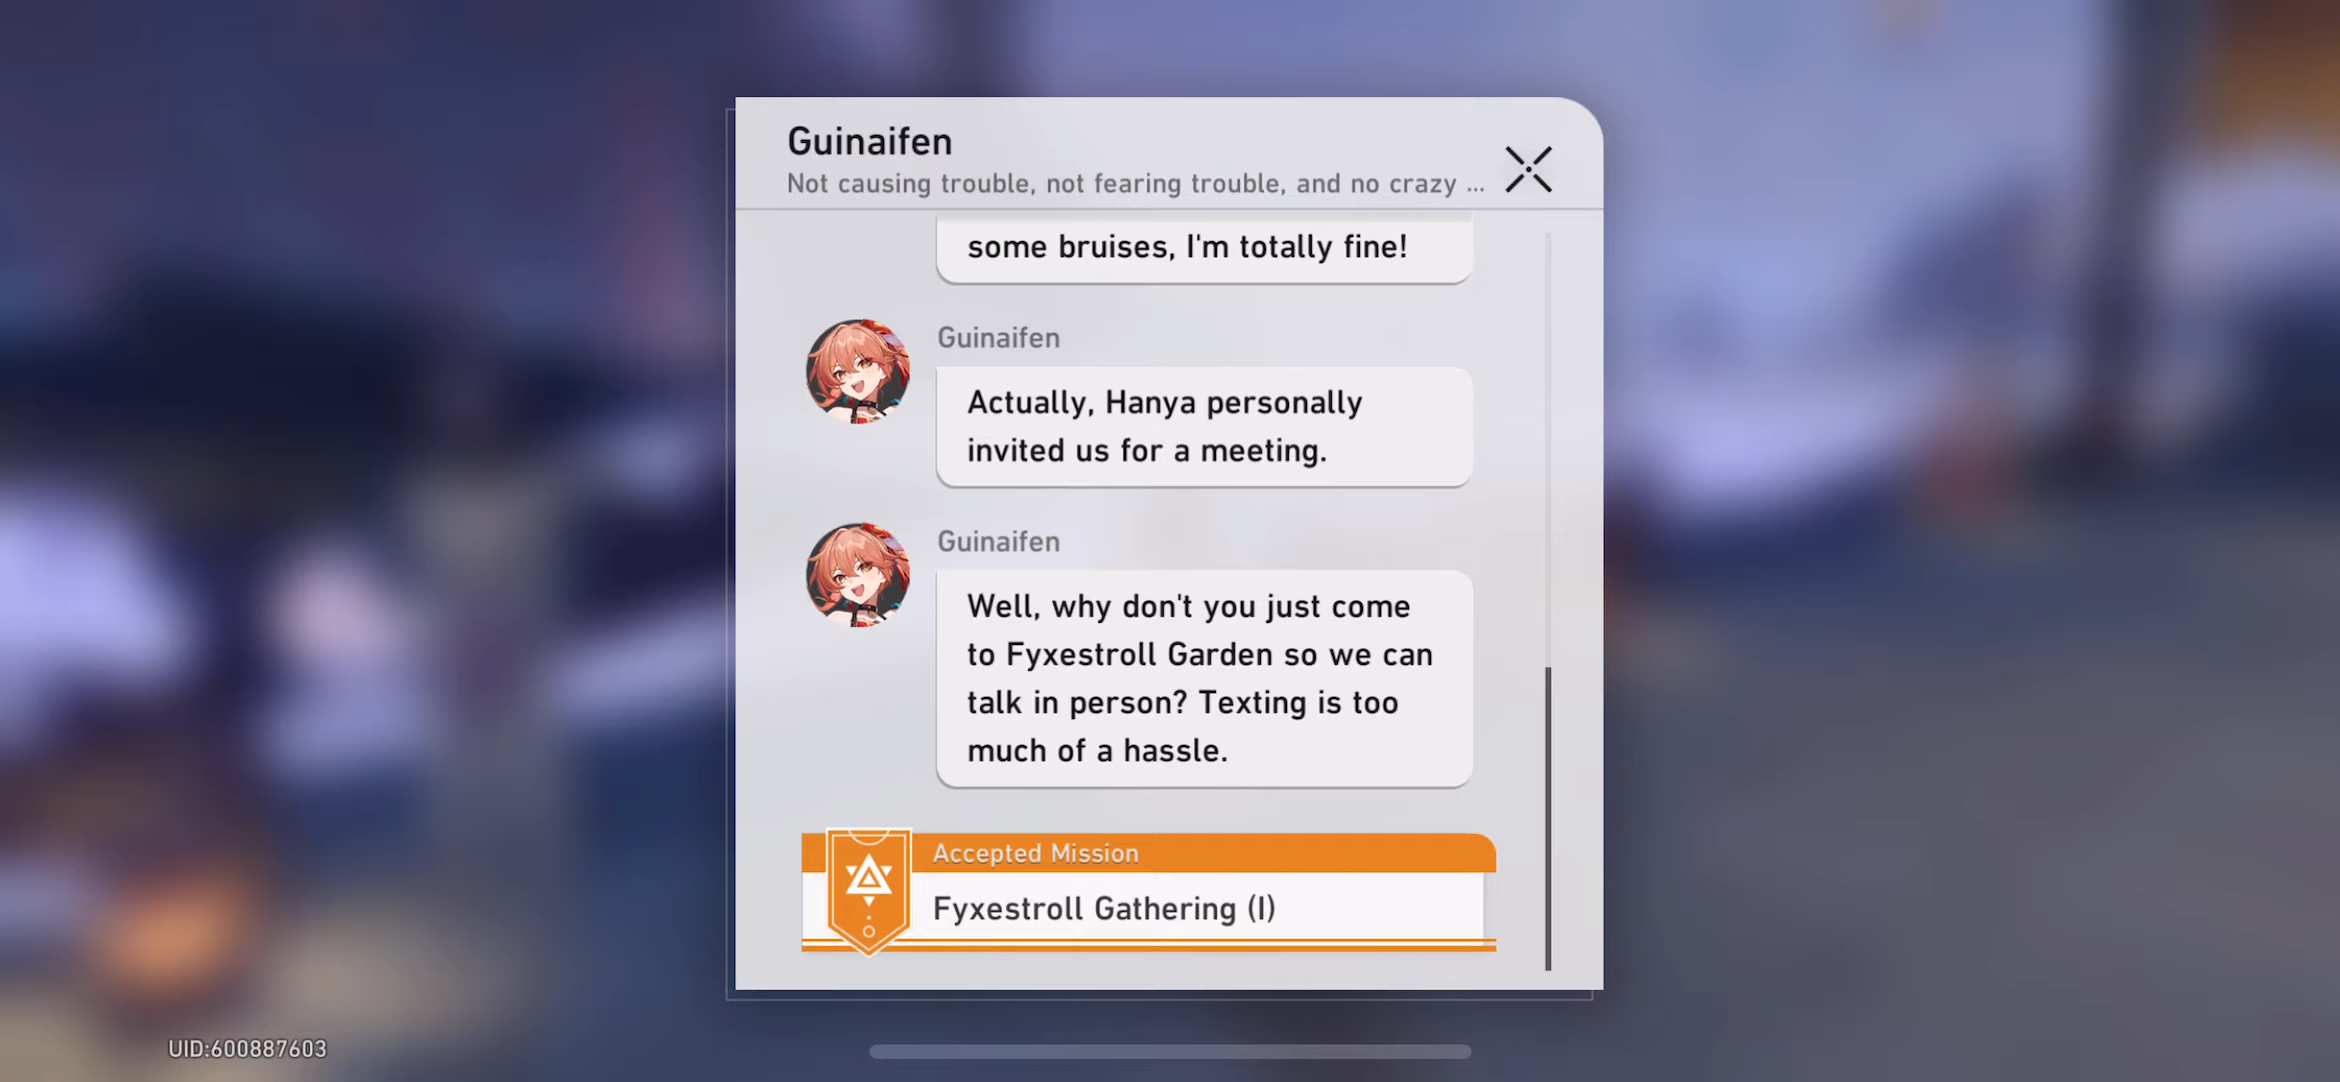 Guinaifen
Not causing trouble, not fearing trouble, and no crazy ...
some bruises, I'm totally fine!
Guinaifen
Actually, Hanya personally
invited us for a meeting.
Guinaifen
Well, why don't you just come
to Fyxestroll Garden so we can
talk in person? Texting is too
much of a hassle.
Accepted Mission
Fyxestroll Gathering (I)
UID:600887603